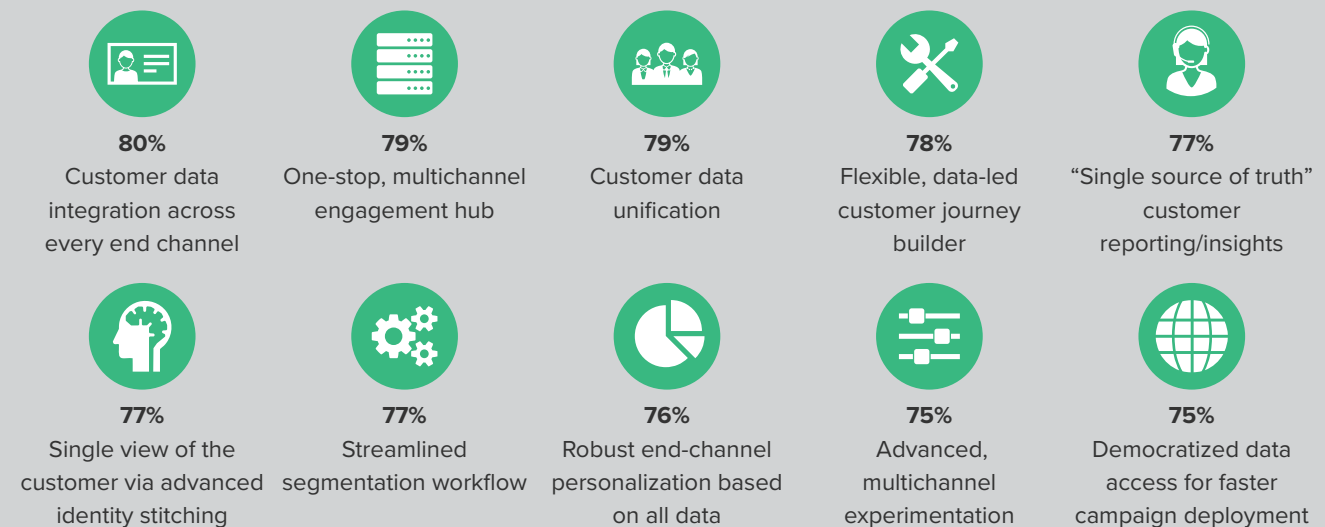 80%
Customer data
integration across
every end channel
79%
One-stop, multichannel
engagement hub
79%
Customer data
unification
78%
Flexible, data-led
customer journey
builder
77%
“Single source of truth”
customer
reporting/insights
77%
Single view of the
customer via advanced
identity stitching
77%
Streamlined
segmentation workflow
76%
Robust end-channel
personalization based
on all data
75%
Advanced,
multichannel
experimentation
75%
Democratized data
access for faster
campaign deployment